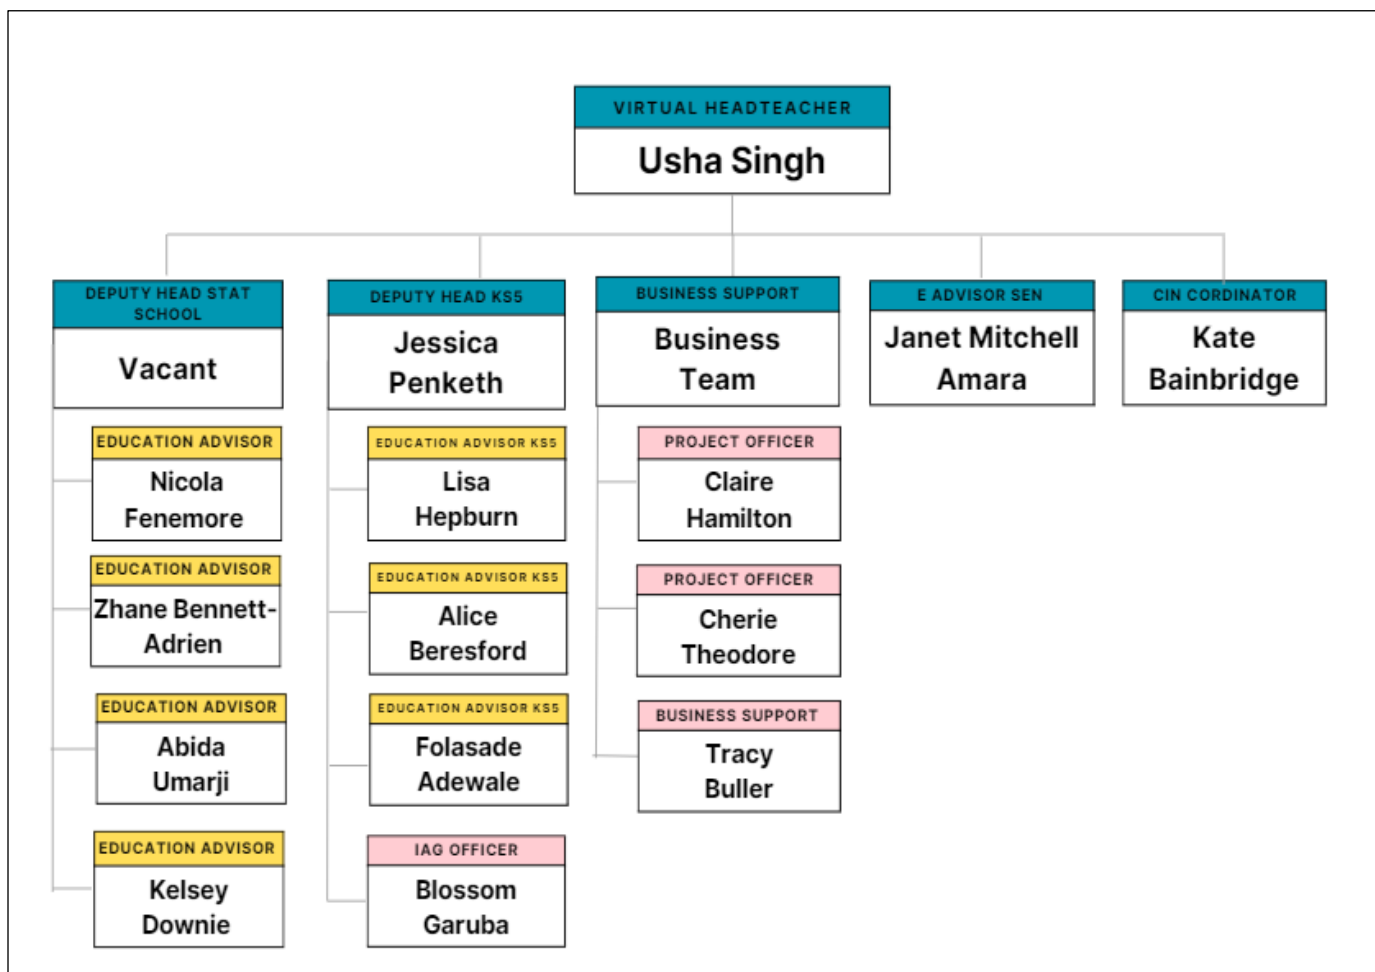 VIRTUAL HEADTEACHER
Usha Singh
DEPUTY HEAD STAT
SCHOOL
Vacant
EDUCATION ADVISOR
Nicola
Fenemore
EDUCATION ADVISOR
Zhane Bennett-
Adrien
EDUCATION ADVISOR
Abida
Umarji
EDUCATION ADVISOR
Kelsey
Downie
DEPUTY HEAD KS5
Jessica
Penketh
EDUCATION ADVISOR KS5
Lisa
Hepburn
EDUCATION ADVISOR KS5
Alice
Beresford
EDUCATION ADVISOR KS5
Folasade
Adewale
IAG OFFICER
Blossom
Garuba
BUSINESS SUPPORT
Business
Team
PROJECT OFFICER
Claire
Hamilton
PROJECT OFFICER
Cherie
Theodore
BUSINESS SUPPORT
Tracy
Buller
E ADVISOR SEN
Janet Mitchell
Amara
CIN CORDINATOR
Kate
Bainbridge